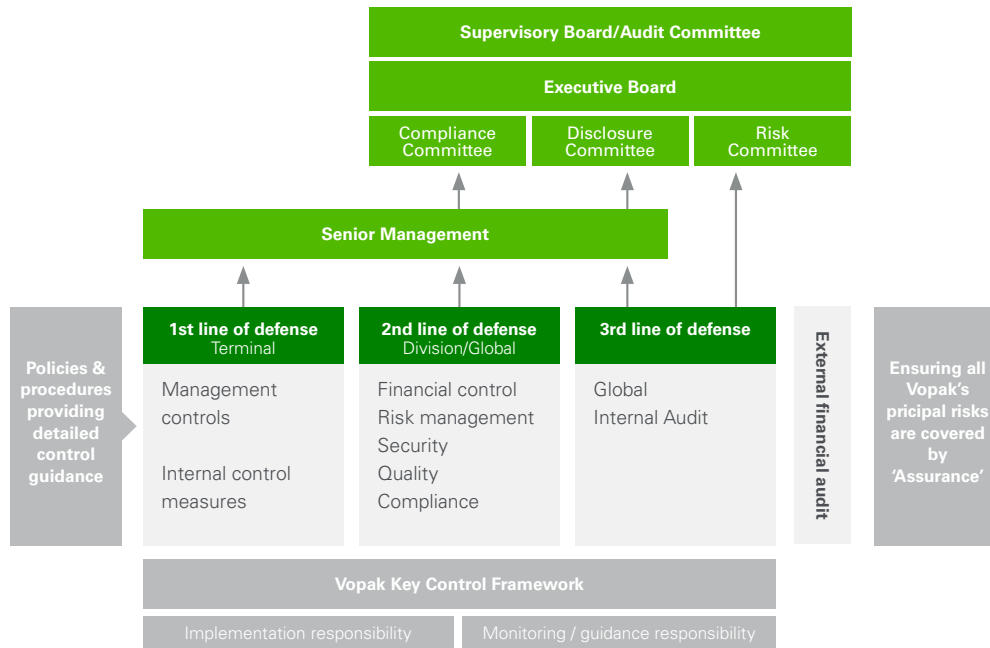 Supervisory Board/Audit Committee
Executive Board
Compliance
Committee
Disclosure
Committee
Risk
Committee
Senior Management
Policies &
procedures
providing
detailed
control
guidance
1st line of defense
Terminal
Management
controls
Internal control
measures
2nd line of defense
Division/Global
Financial control
Risk management
Security
Quality
Compliance
3rd line of defense
Global
Internal Audit
External financial audit
Ensuring all
Vopak's
pricipal risks
are covered
by
‘Assurance’
Vopak Key Control Framework
Implementation responsibility
Monitoring / guidance responsibility